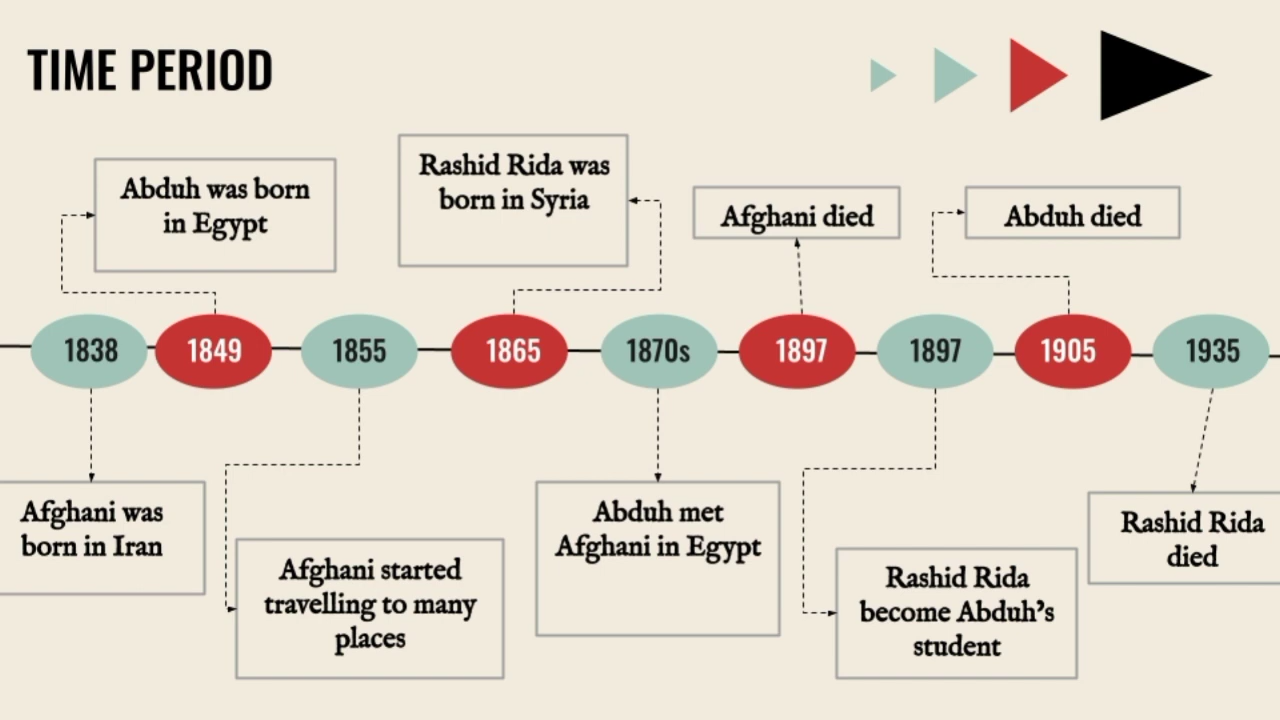 TIME PERIOD
Abduh was born
in Egypt
Rashid Rida was
born in Syria
Afghani died
Abduh died
1838
1849
1855
1865
1870s
1897
1897
1905
1935
Afghani was
born in Iran
Afghani started
travelling to many
places
Abduh met
Afghani in Egypt
Rashid Rida
become Abduh’s
student
Rashid Rida
died